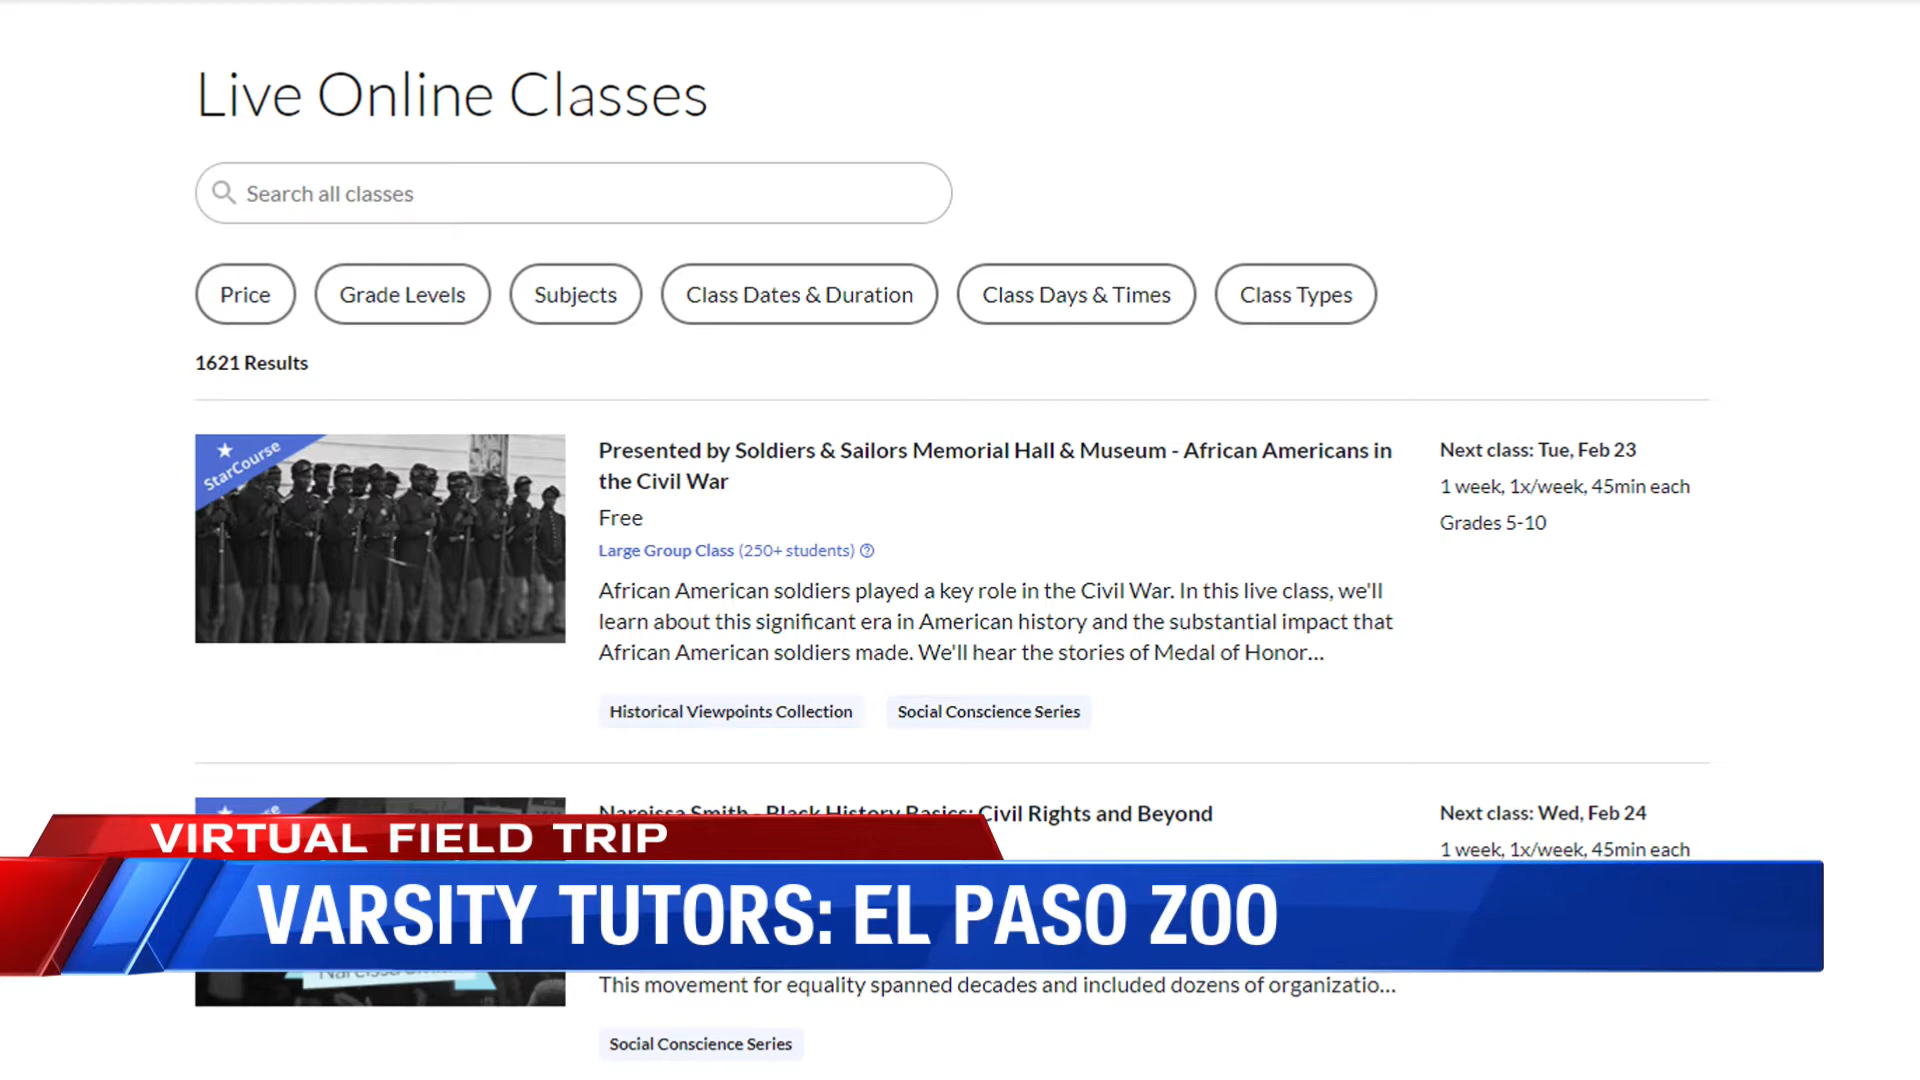 Live Online Classes
Search all classes
Price
Grade Levels
Subjects
Class Dates & Duration
Class Days & Times
Class Types
1621 Results
StarCourse
Presented by Soldiers & Sailors Memorial Hall & Museum - African Americans in
the Civil War
Free
Large Group Class (250+ students)
African American soldiers played a key role in the Civil War. In this live class, we'll
learn about this significant era in American history and the substantial impact that
African American soldiers made. We'll hear the stories of Medal of Honor...
Historical Viewpoints Collection
Social Conscience Series
Next class: Tue, Feb 23
1 week, 1x/week, 45min each
Grades 5-10
Narcissa Smith - Black History Basics: Civil Rights and Beyond
Next class: Wed, Feb 24
1 week, 1x/week, 45min each
VIRTUAL FIELD TRIP
VARSITY TUTORS: EL PASO ZOO
This movement for equality spanned decades and included dozens of organizatio...
Social Conscience Series